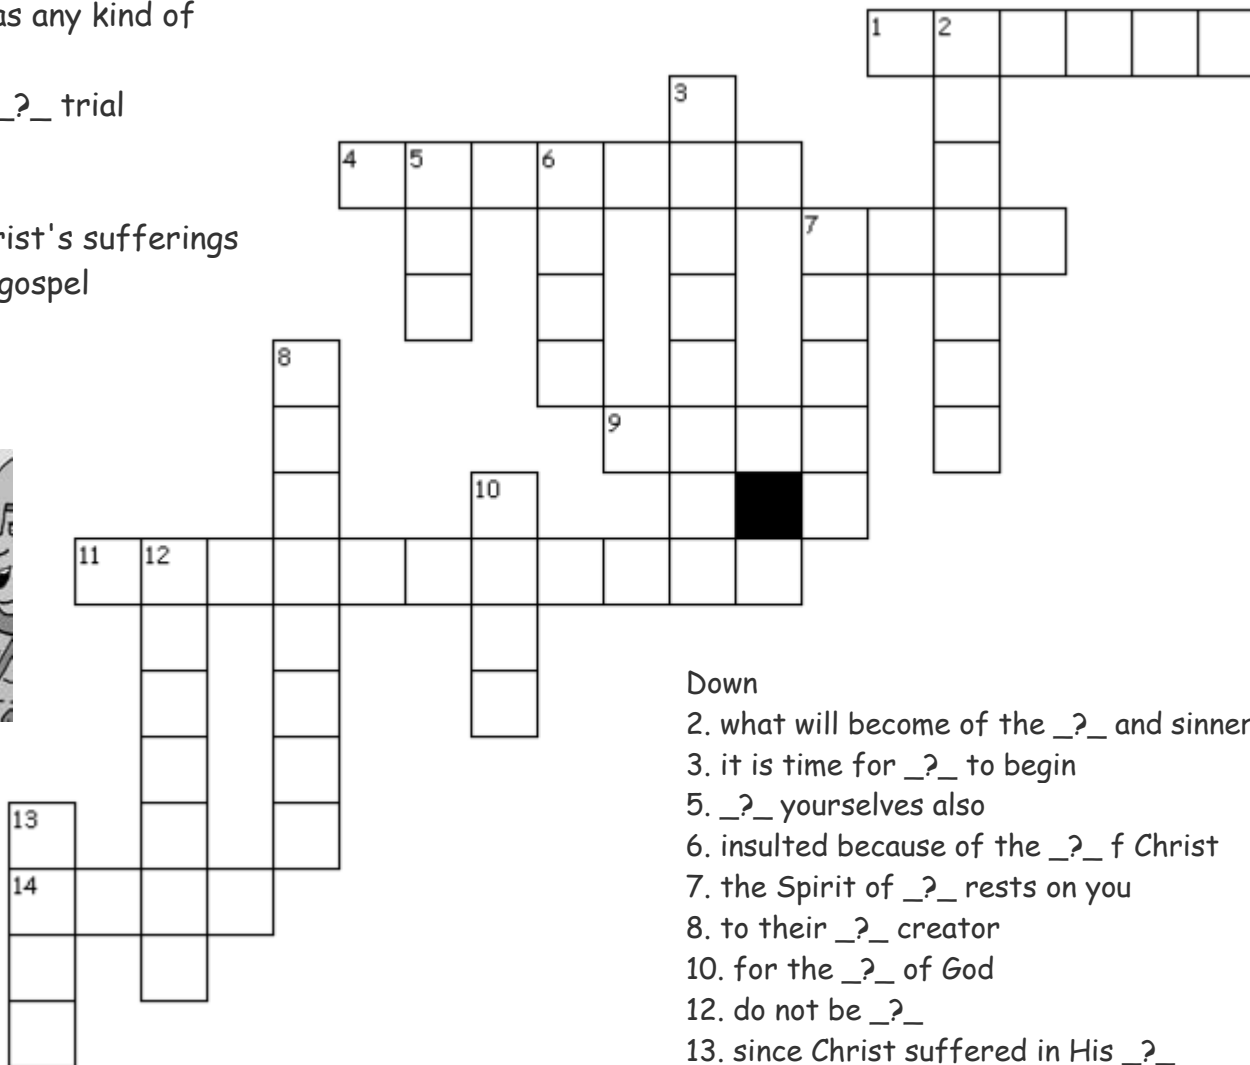 as any kind of
_?_ trial
rist's sufferings
gospel
1 2
3
4 5 6
7
8
9
10
11 12
13
14
Down
2. what will become of the _?_ and sinner
3. it is time for _?_ to begin
5. _?_ yourselves also
6. insulted because of the _?_ f Christ
7. the Spirit of _?_ rests on you
8. to their _?_ creator
10. for the _?_ of God
12. do not be _?_
13. since Christ suffered in His _?_